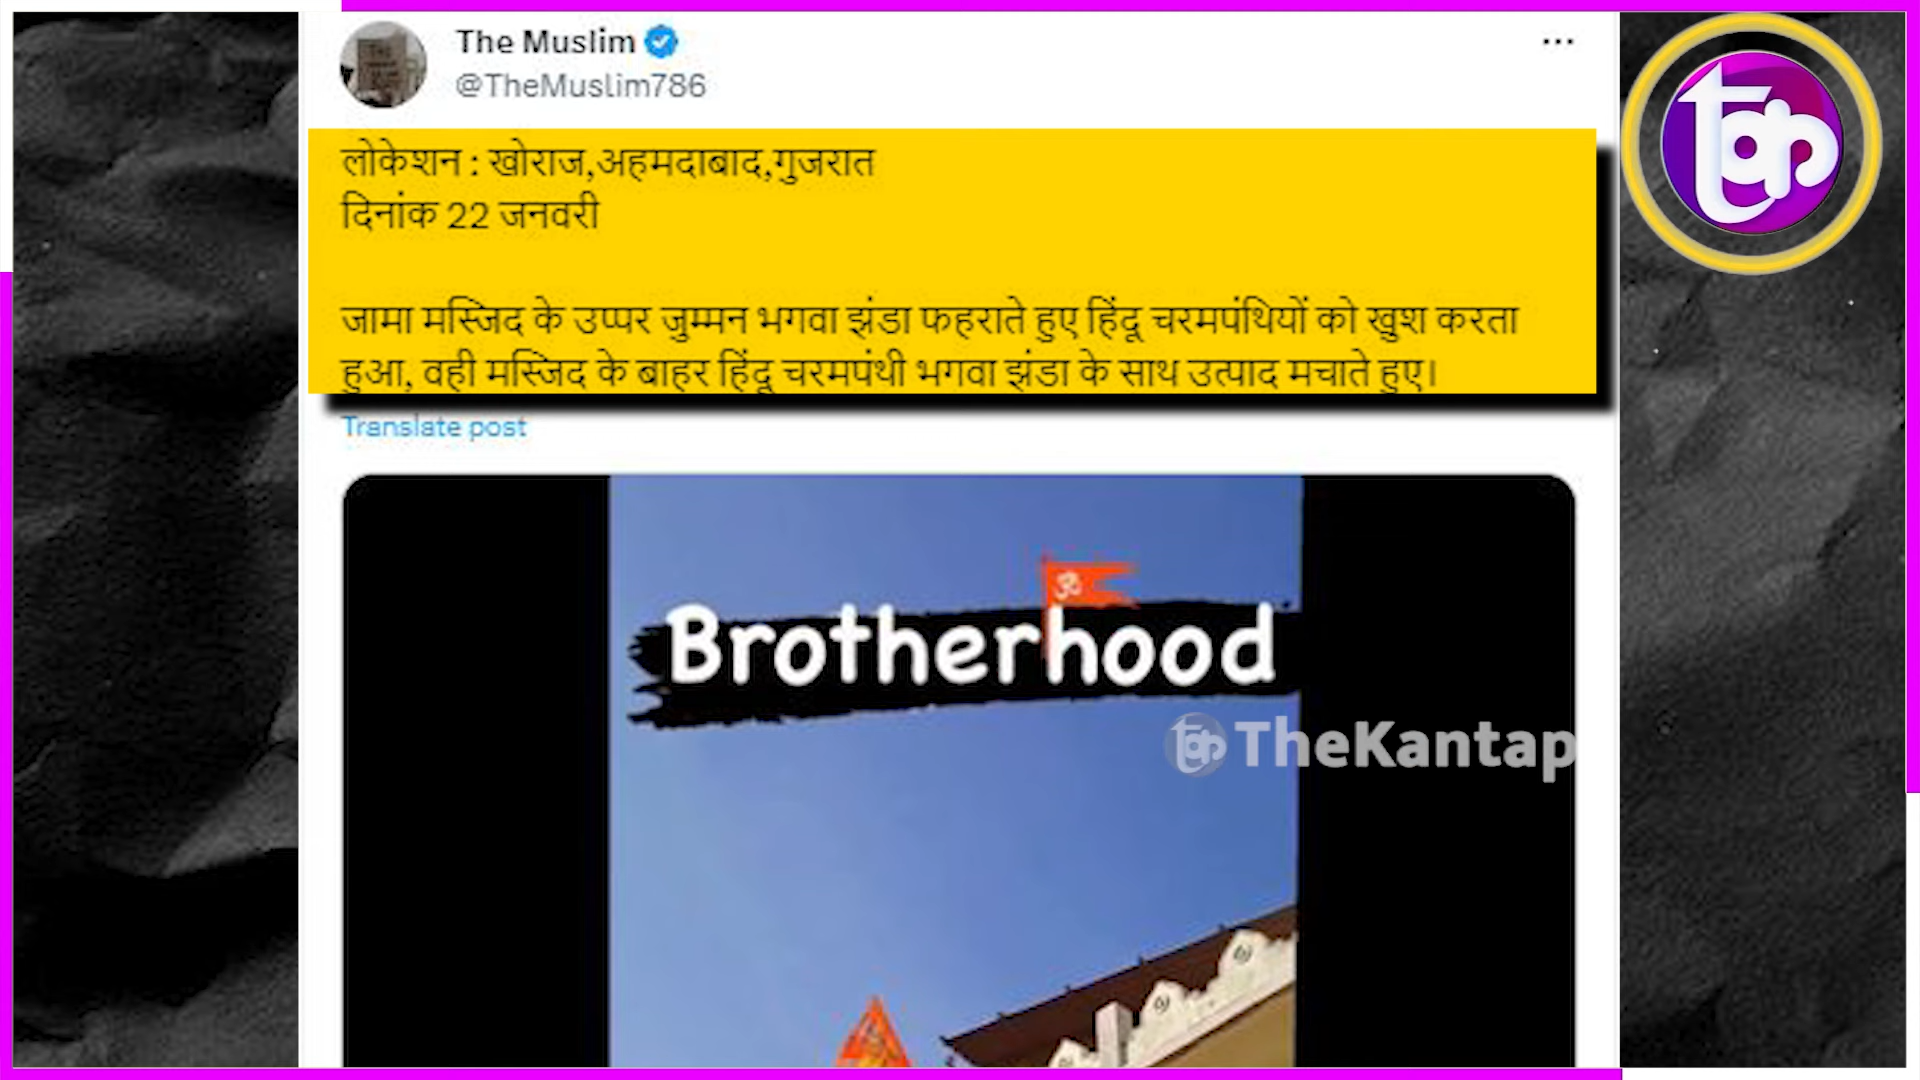 The Muslim
@TheMuslim786
लोकेशन : खोराज,अहमदाबाद,गुजरात
दिनांक 22 जनवरी
जामा मस्जिद के उप्पर जुम्मन भगवा झंडा फहराते हुए हिंदू चरमपंथियों को खुश करता
हुआ, वही मस्जिद के बाहर हिंदू चरमपंथी भगवा झंडा के साथ उत्पाद मचाते हुए।
Translate post
ॐ
Brotherhood
TheKantap